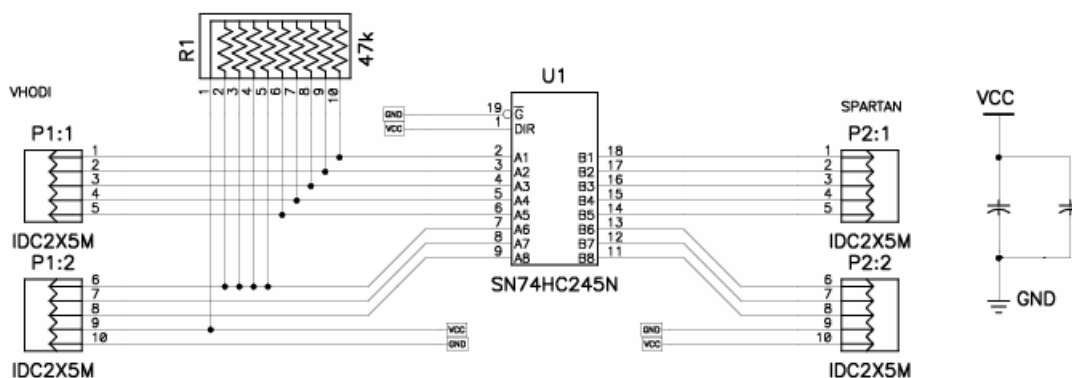 R1
47k
1 2 3 4 5 6 7 8 9 10
VHODI
P1:1
1
2
3
4
5
IDC2X5M
P1:2
6
7
8
9
10
IDC2X5M
VCC
GND
GND
VCC
U1
19 G
1 DIR
2 A1 B1 18
3 A2 B2 17
4 A3 B3 16
5 A4 B4 15
6 A5 B5 14
7 A6 B6 13
8 A7 B7 12
9 A8 B8 11
SN74HC245N
SPARTAN
P2:1
1
2
3
4
5
IDC2X5M
P2:2
6
7
8
9
10
IDC2X5M
GND
VCC
VCC
GND